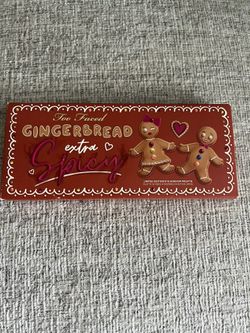 Too Faced
GINGERBREAD
extra
Spicy